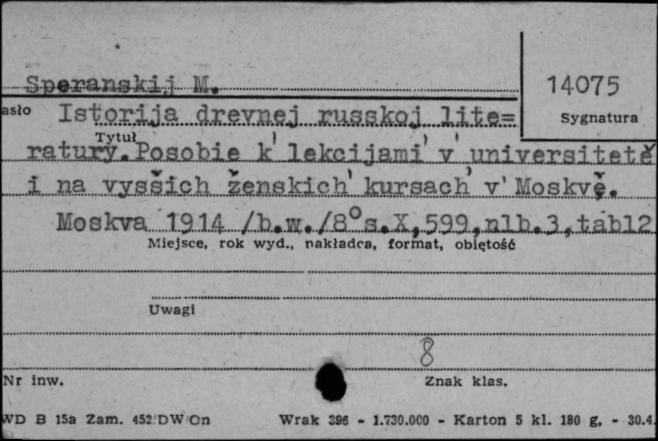 Speranskij M.
14075
asło Istorija drevnej russkoj lite=
Sygnatura
Tytuł
ratury.Posobie k' lekcijami' v' universitetě
i na vysšich ženskich' kursach' v' Moskvě.
Moskva 1914 /b.w./8°s.X,599,nlb.3,tabl2
Miejsce, rok wyd., nakładca, format, objętość
Uwagi
8
Nr inw.
Znak klas.
WD B 15a Zam. 452/DW/On Wrak 396 - 1.730.000 - Karton 5 kl. 180 g, - 30.4.